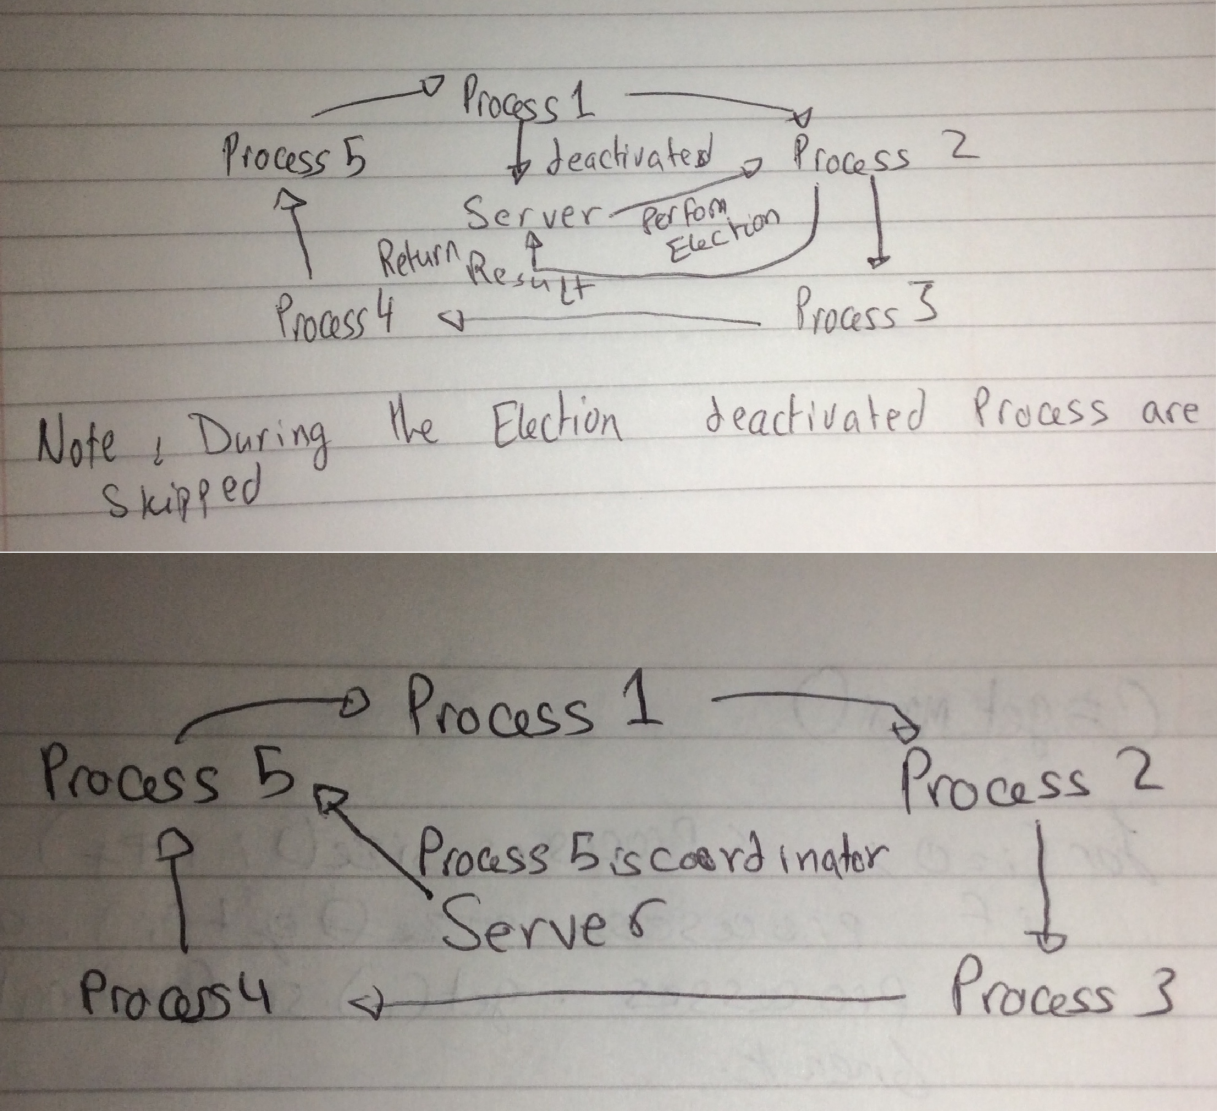 Process 1
Process 5
deactivated
Process 2
Server
Perfom
Election
Return
Result
Process 4
Process 3
Note : During the Election deactivated Process are
Skipped
Process 1
Process 5
Process 2
Process 5 is coordinator
Server
Process 4
Process 3